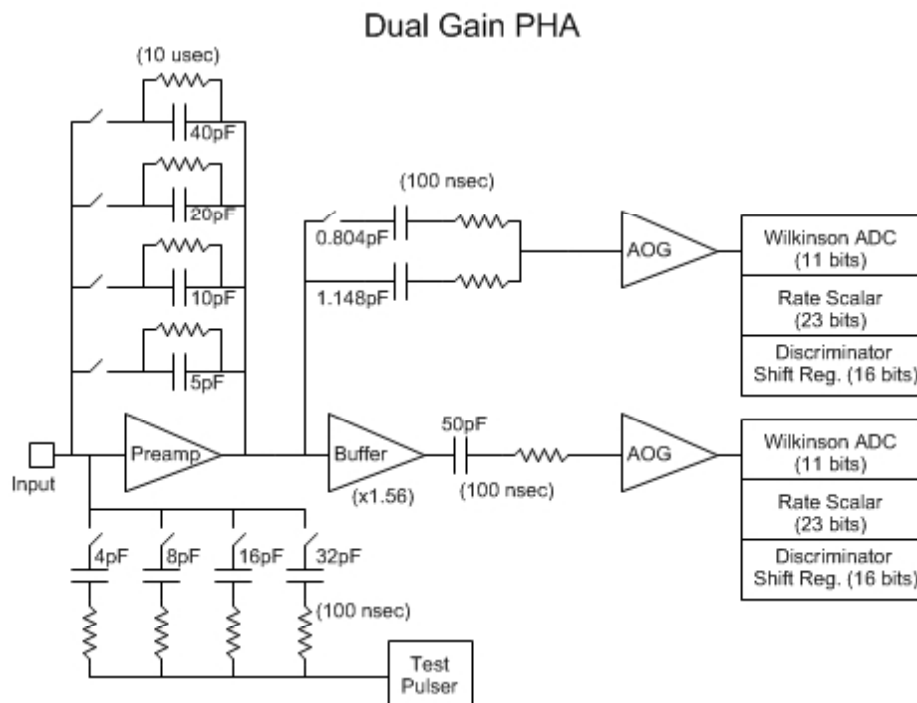 Dual Gain PHA
(10 usec)
40pF
20pF
10pF
5pF
(100 nsec)
0.804pF
1.148pF
AOG
Wilkinson ADC
(11 bits)
Rate Scalar
(23 bits)
Discriminator
Shift Reg. (16 bits)
Input
Preamp
Buffer
(x1.56)
50pF
(100 nsec)
AOG
Wilkinson ADC
(11 bits)
Rate Scalar
(23 bits)
Discriminator
Shift Reg. (16 bits)
4pF
8pF
16pF
32pF
(100 nsec)
Test
Pulser